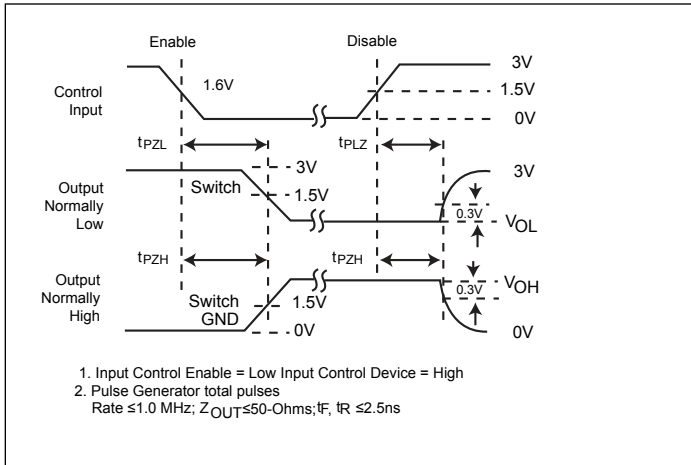 Enable Disable
3V
Control
Input
1.6V
1.5V
0V
tPZL tPLZ
3V 3V
Output
Normally
Low
Switch 1.5V
0.3V
VOL
tPZH tPZH
Output
Normally
High
VOH
0.3V
Switch
GND
1.5V
0V 0V
1. Input Control Enable = Low Input Control Device = High
2. Pulse Generator total pulses
Rate ≤1.0 MHz; ZOUT≤50-Ohms;tF, tR ≤2.5ns